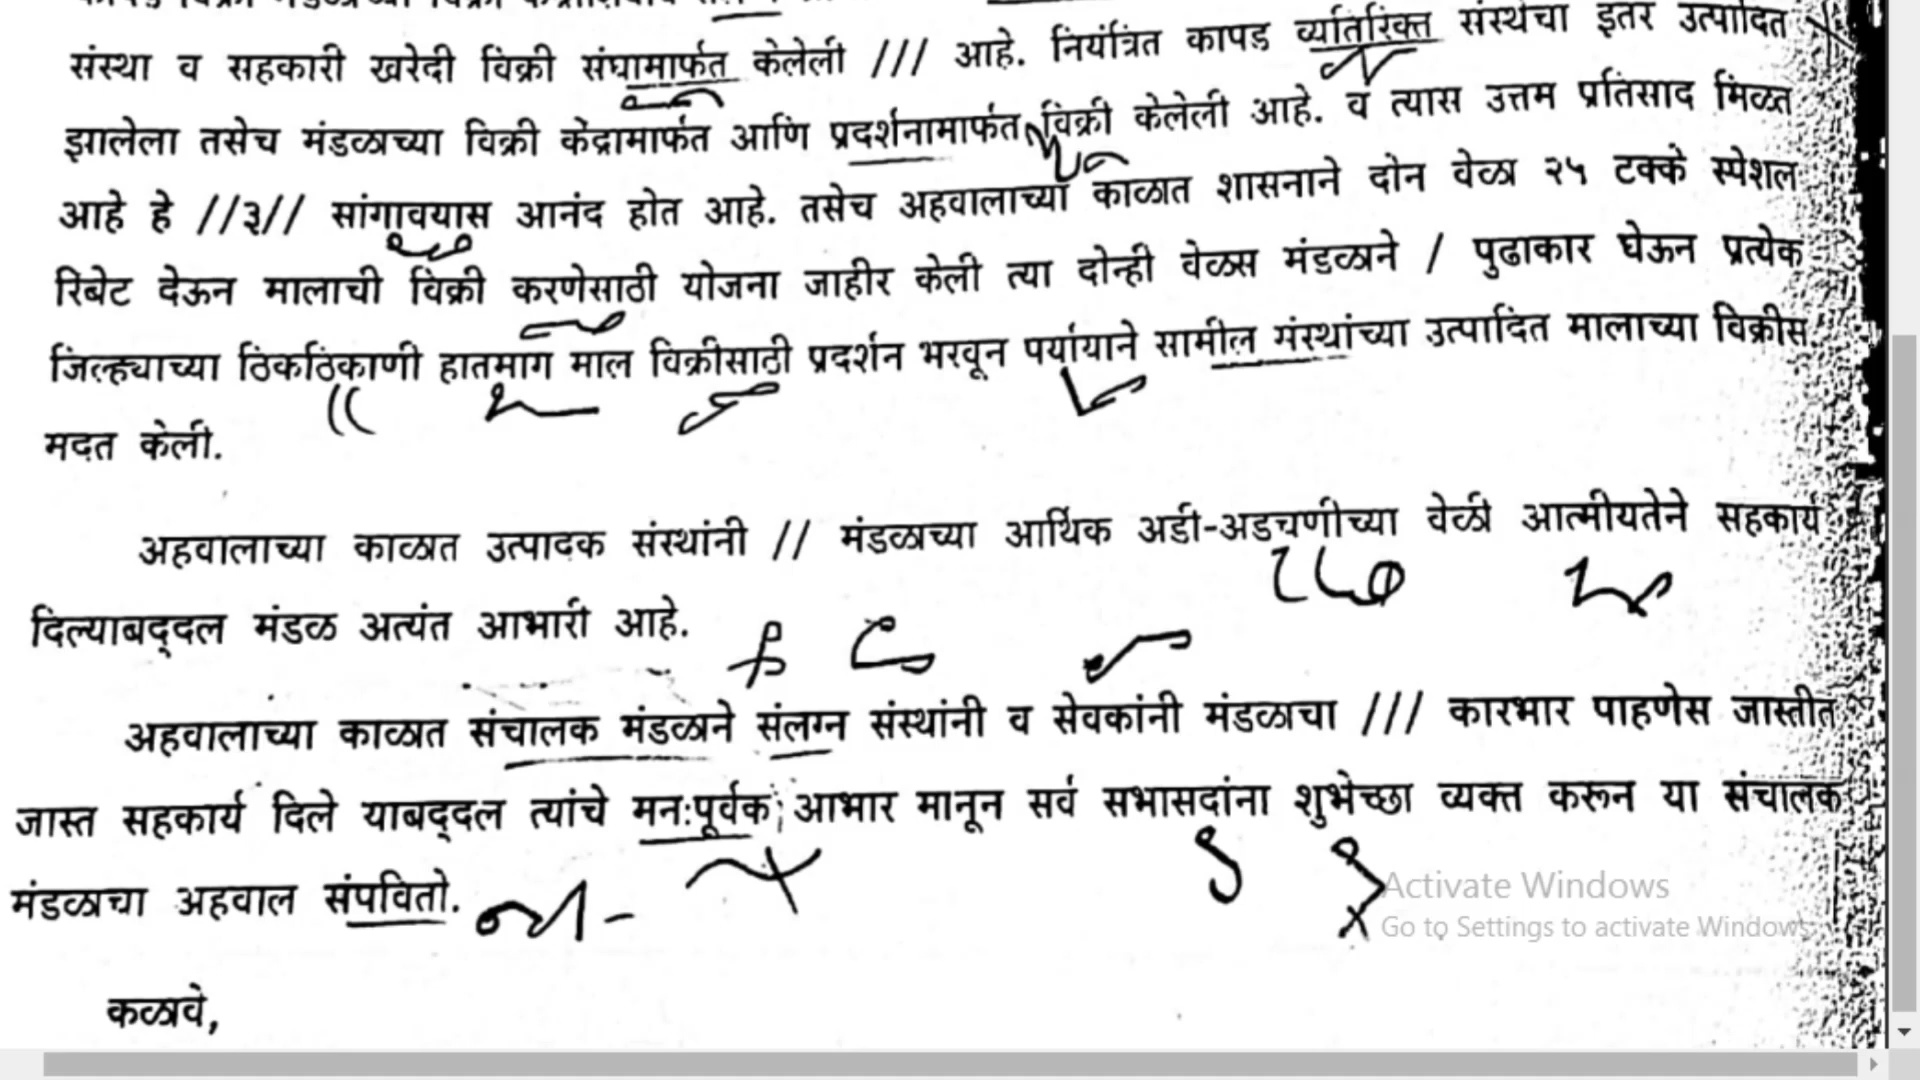 संस्था व सहकारी खरेदी विक्री संघामार्फत केलेली /// आहे. नियंत्रित कापड व्यतिरिक्त संस्थेचा इतर उत्पादित
झालेला तसेच मंडळाच्या विक्री केंद्रामार्फत आणि प्रदर्शनामार्फत विक्री केलेली आहे. व त्यास उत्तम प्रतिसाद मिळत
आहे हे //३// सांगावयास आनंद होत आहे. तसेच अहवालाच्या काळात शासनाने दोन वेळा २५ टक्के स्पेशल
रिबेट देऊन मालाची विक्री करणेसाठी योजना जाहीर केली त्या दोन्ही वेळस मंडळाने / पुढाकार घेऊन प्रत्येक
जिल्ह्याच्या ठिकठिकाणी हातमाग माल विक्रीसाठी प्रदर्शन भरवून पर्यायाने सामील संस्थांच्या उत्पादित मालाच्या विक्रीस
मदत केली.
अहवालाच्या काळात उत्पादक संस्थांनी // मंडळाच्या आर्थिक अडी-अडचणीच्या वेळी आत्मीयतेने सहकार्य
दिल्याबद्दल मंडळ अत्यंत आभारी आहे.
अहवालाच्या काळात संचालक मंडळाने संलग्न संस्थांनी व सेवकांनी मंडळाचा /// कारभार पाहणेस जास्तीत
जास्त सहकार्य दिले याबद्दल त्यांचे मनःपूर्वक आभार मानून सर्व सभासदांना शुभेच्छा व्यक्त करून या संचालक
मंडळाचा अहवाल संपवितो.
Activate Windows
Go to Settings to activate Windows.
कळावे,